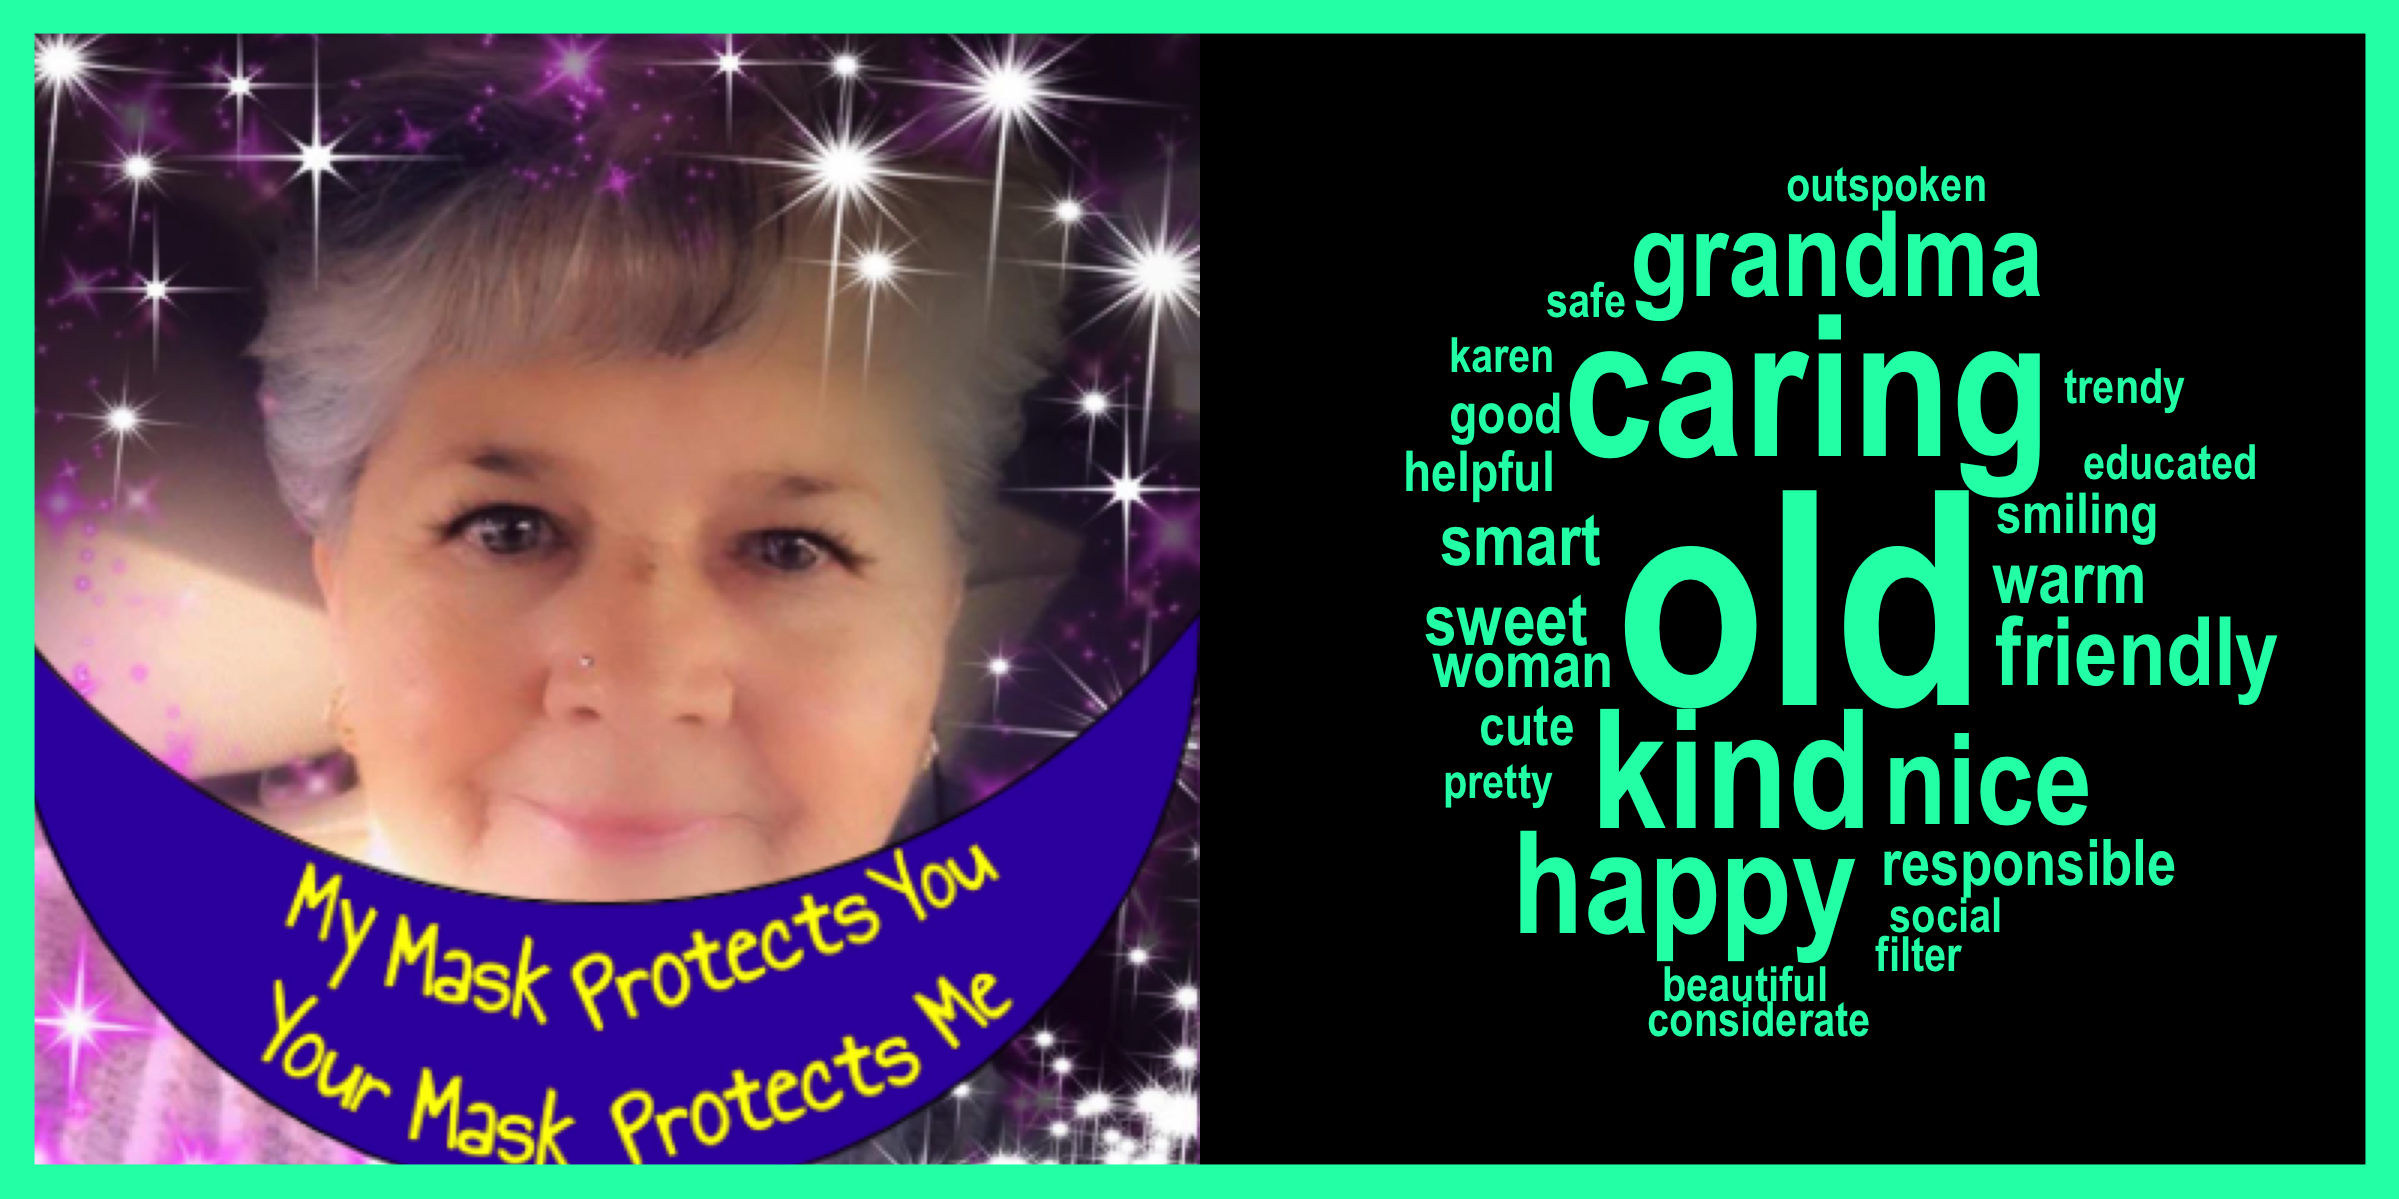 My Mask Protects You
Your Mask Protects Me
outspoken
grandma
safe
caring
karen
trendy
good
helpful
educated
smiling
old
smart
warm
sweet
friendly
woman
cute
kind
nice
pretty
happy
responsible
social
filter
beautiful
considerate